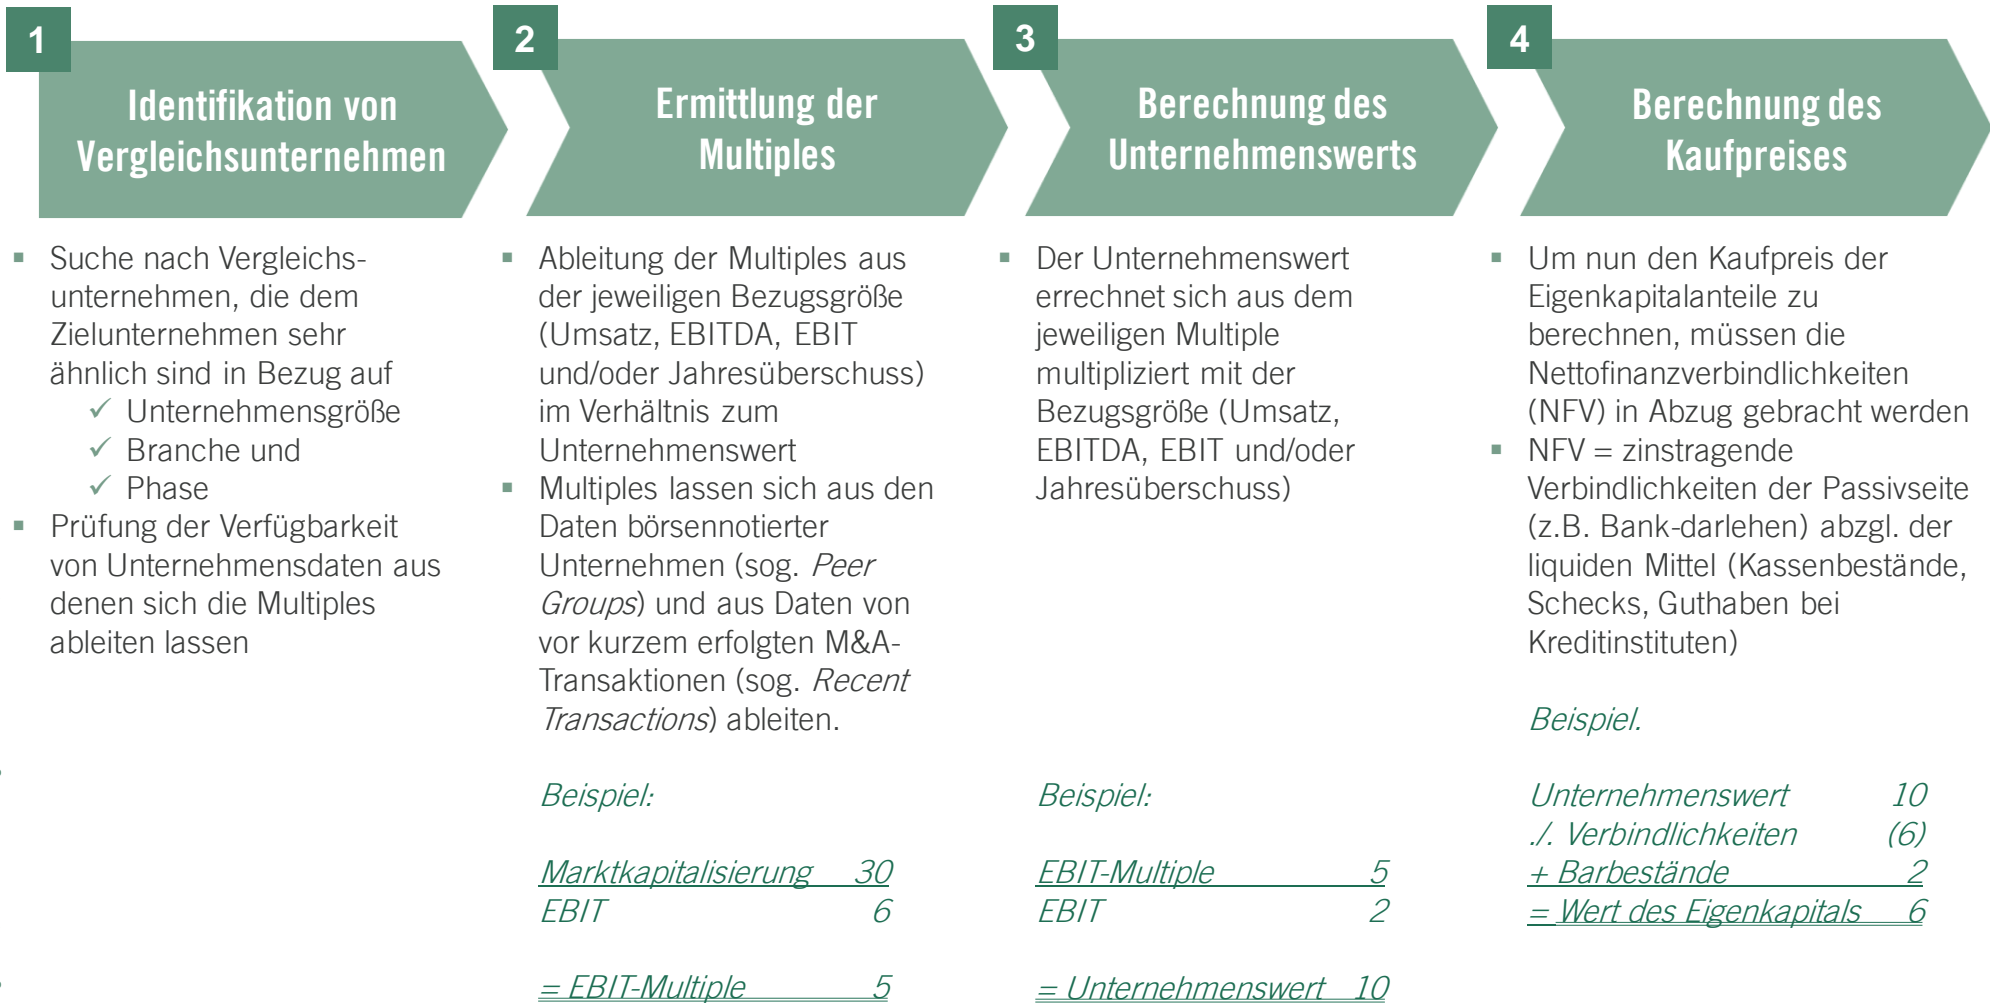 1
Identifikation von
Vergleichsunternehmen
▪ Suche nach Vergleichs-
unternehmen, die dem
Zielunternehmen sehr
ähnlich sind in Bezug auf
✓ Unternehmensgröße
✓ Branche und
✓ Phase
▪ Prüfung der Verfügbarkeit
von Unternehmensdaten aus
denen sich die Multiples
ableiten lassen
2
Ermittlung der
Multiples
▪ Ableitung der Multiples aus
der jeweiligen Bezugsgröße
(Umsatz, EBITDA, EBIT
und/oder Jahresüberschuss)
im Verhältnis zum
Unternehmenswert
▪ Multiples lassen sich aus den
Daten börsennotierter
Unternehmen (sog. Peer
Groups) und aus Daten von
vor kurzem erfolgten M&A-
Transaktionen (sog. Recent
Transactions) ableiten.
Beispiel:
Marktkapitalisierung 30
EBIT 6
= EBIT-Multiple 5
3
Berechnung des
Unternehmenswerts
▪ Der Unternehmenswert
errechnet sich aus dem
jeweiligen Multiple
multipliziert mit der
Bezugsgröße (Umsatz,
EBITDA, EBIT und/oder
Jahresüberschuss)
Beispiel:
EBIT-Multiple 5
EBIT 2
= Unternehmenswert 10
4
Berechnung des
Kaufpreises
▪ Um nun den Kaufpreis der
Eigenkapitalanteile zu
berechnen, müssen die
Nettofinanzverbindlichkeiten
(NFV) in Abzug gebracht werden
▪ NFV = zinstragende
Verbindlichkeiten der Passivseite
(z.B. Bank-darlehen) abzgl. der
liquiden Mittel (Kassenbestände,
Schecks, Guthaben bei
Kreditinstituten)
Beispiel.
Unternehmenswert 10
./. Verbindlichkeiten (6)
+ Barbestände 2
= Wert des Eigenkapitals 6